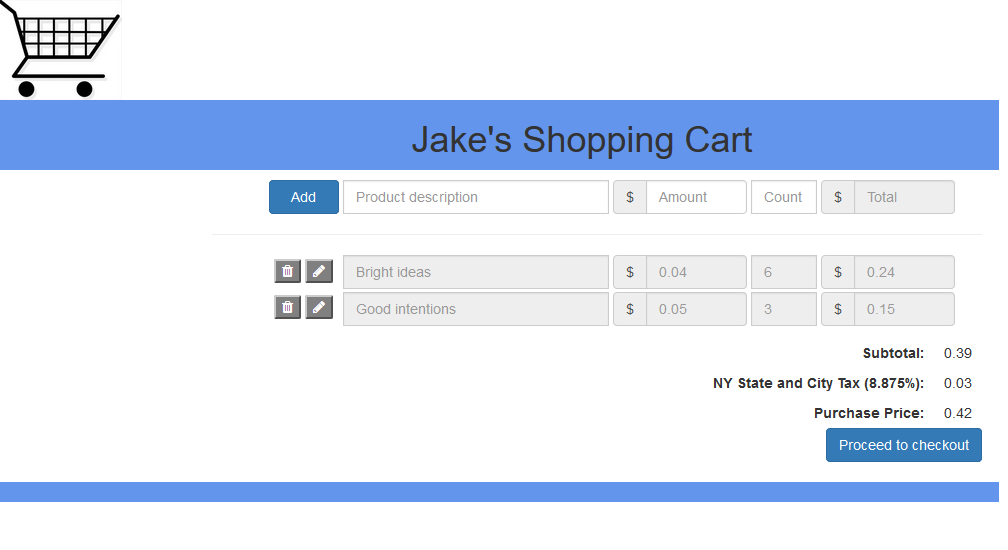 Jake's Shopping Cart
Add Product description $ Amount Count $ Total
Bright ideas $ 0.04 6 $ 0.24
Good intentions $ 0.05 3 $ 0.15
Subtotal: 0.39
NY State and City Tax (8.875%): 0.03
Purchase Price: 0.42
Proceed to checkout